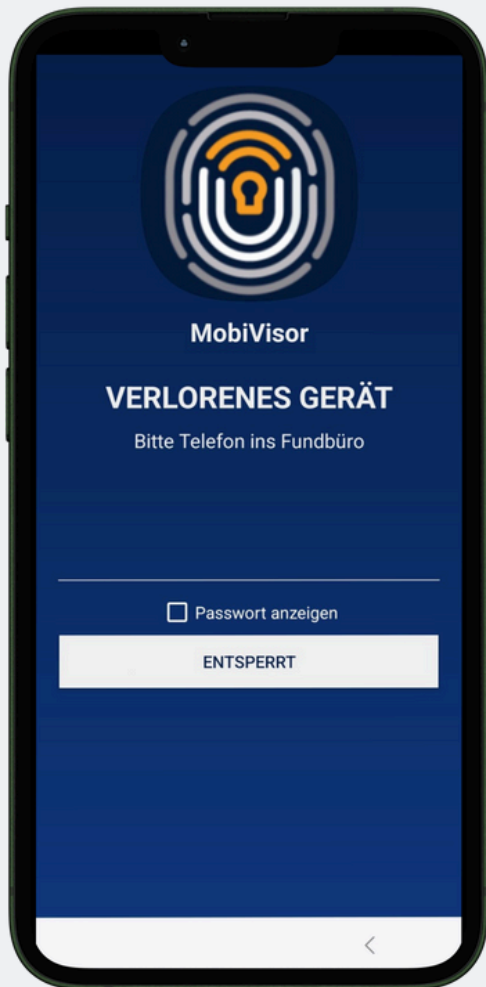 MobiVisor
VERLORENES GERÄT
Bitte Telefon ins Fundbüro
Passwort anzeigen
ENTSPERRT